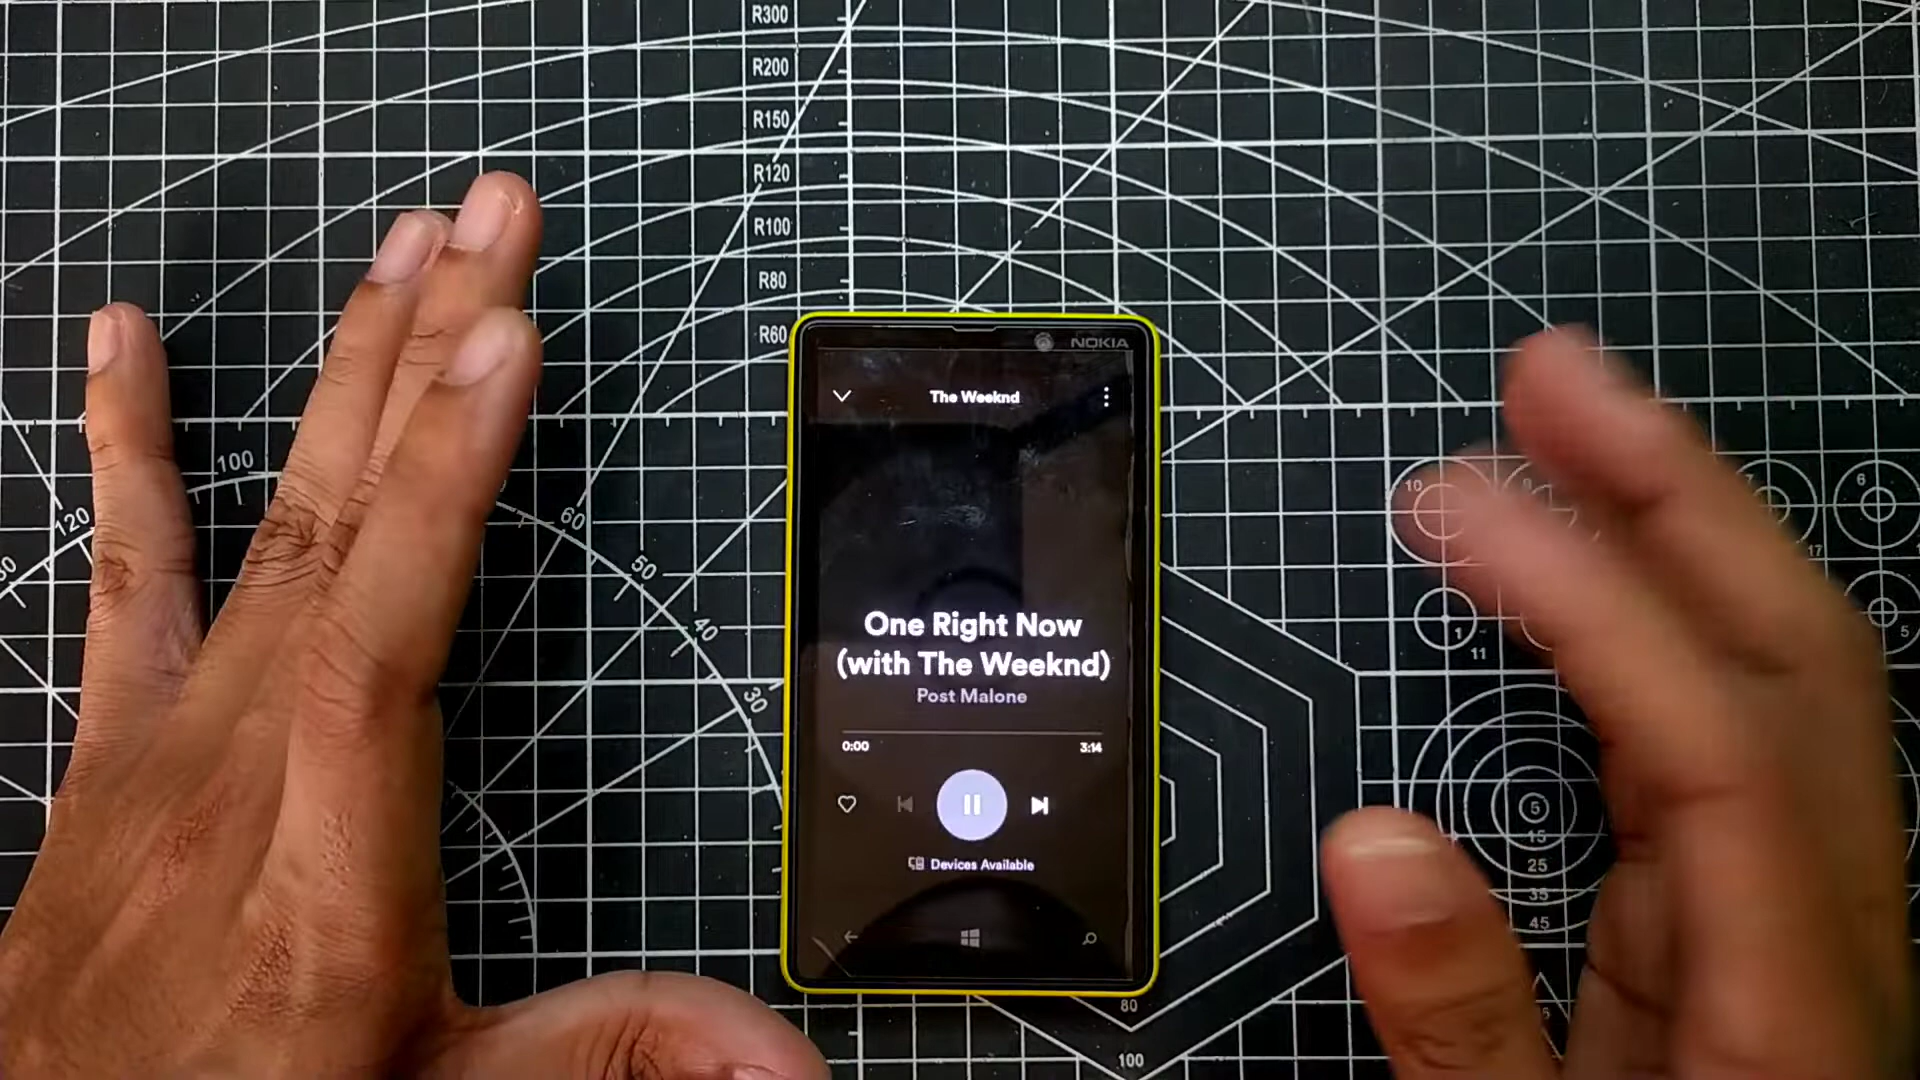 R300
R200
R150
R120
R100
R80
R60
NOKIA
The Weeknd
One Right Now
(with The Weeknd)
Post Malone
0:00
3:14
Devices Available
100
120
60
50
40
30
10
7
6
17
1
11
5
5
15
25
35
45
80
100